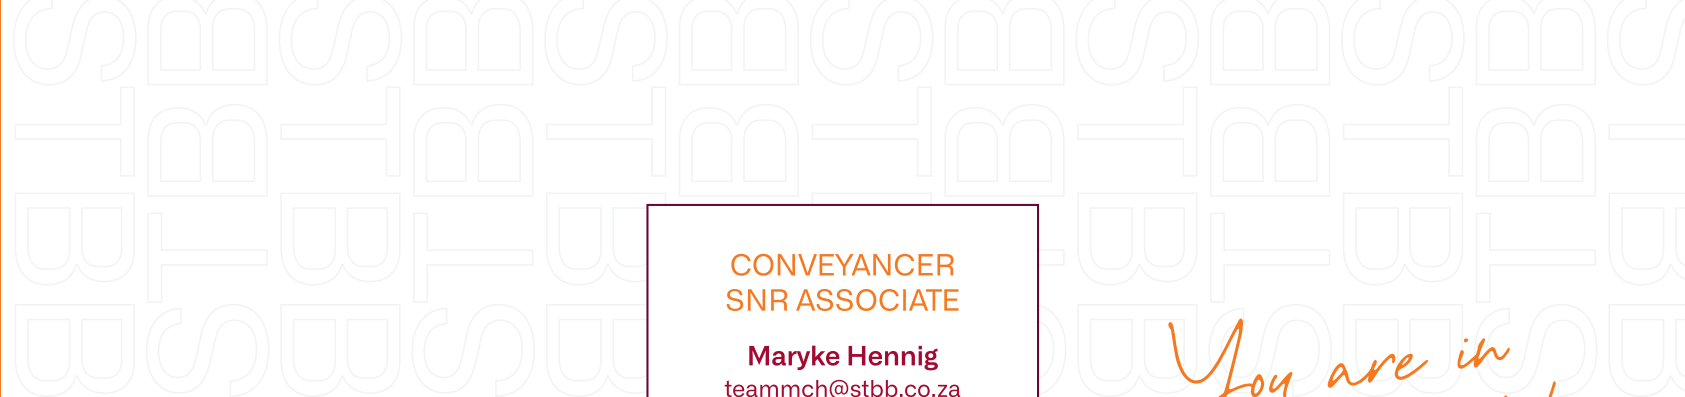 CONVEYANCER
SNR ASSOCIATE
Maryke Hennig
teammch@stbb.co.za
You are in